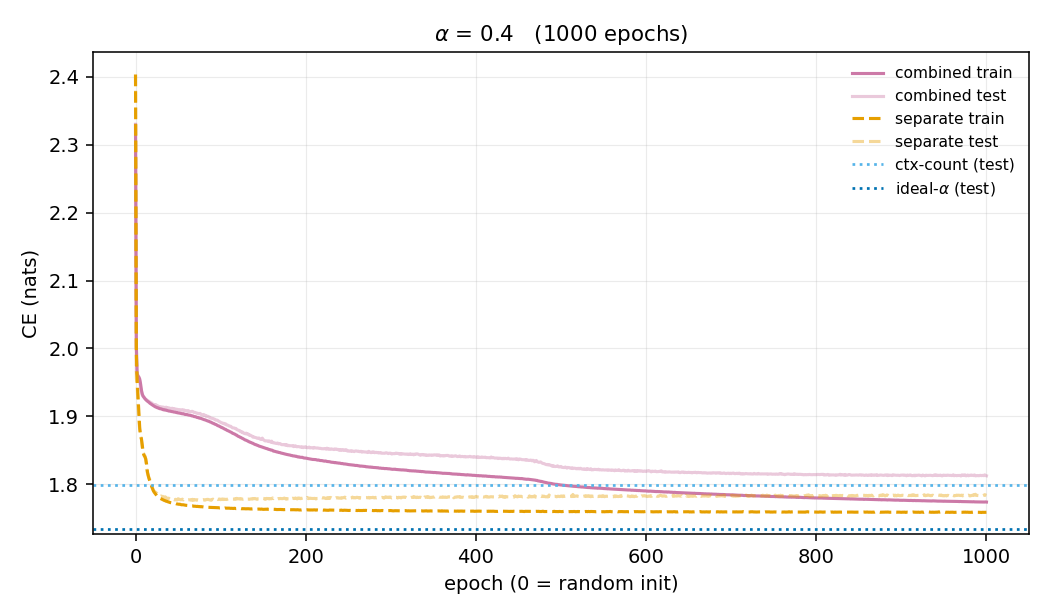 α = 0.4 (1000 epochs)
CE (nats)
2.4
2.3
2.2
2.1
2.0
1.9
1.8
combined train
combined test
separate train
separate test
ctx-count (test)
ideal-α (test)
0 200 400 600 800 1000
epoch (0 = random init)